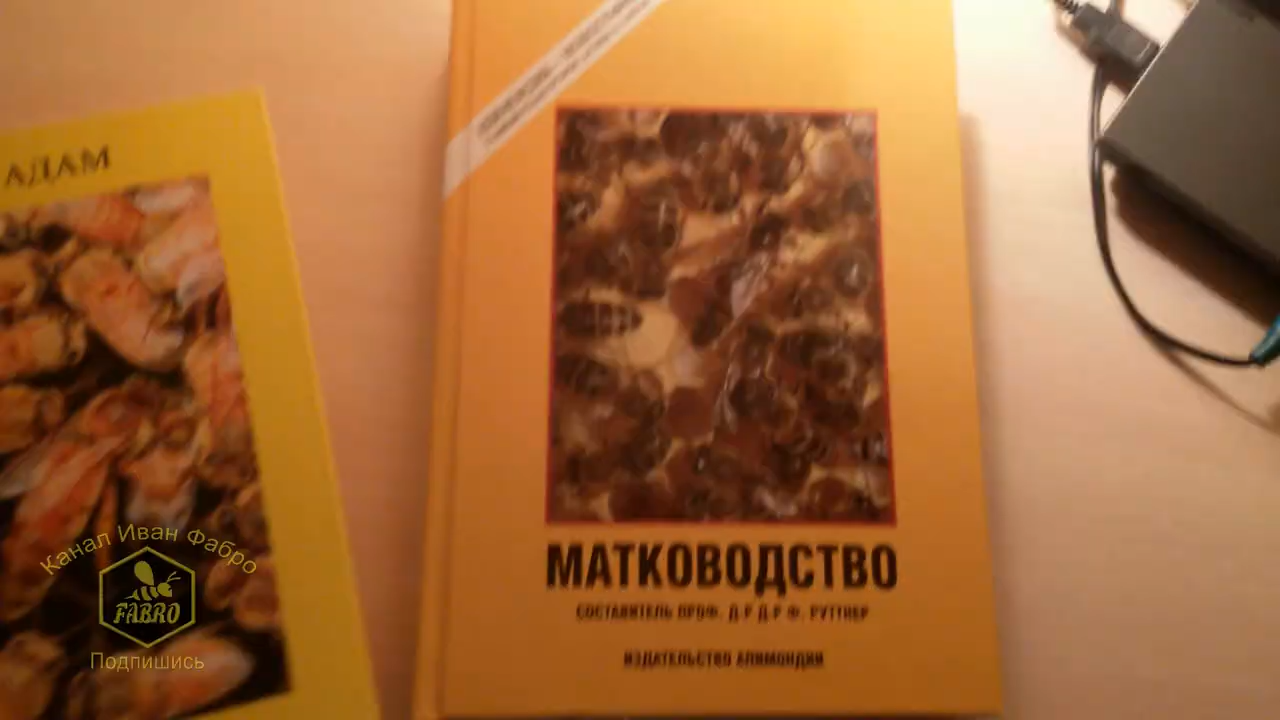 АДАМ
МАТКОВОДСТВО
СОСТАВИТЕЛЬ ПРОФ. Д-Р Д-Р Ф. РУТТНЕР
ИЗДАТЕЛЬСТВО АПИМОНДИИ
Канал Иван Фабро
FABRO
Подпишись